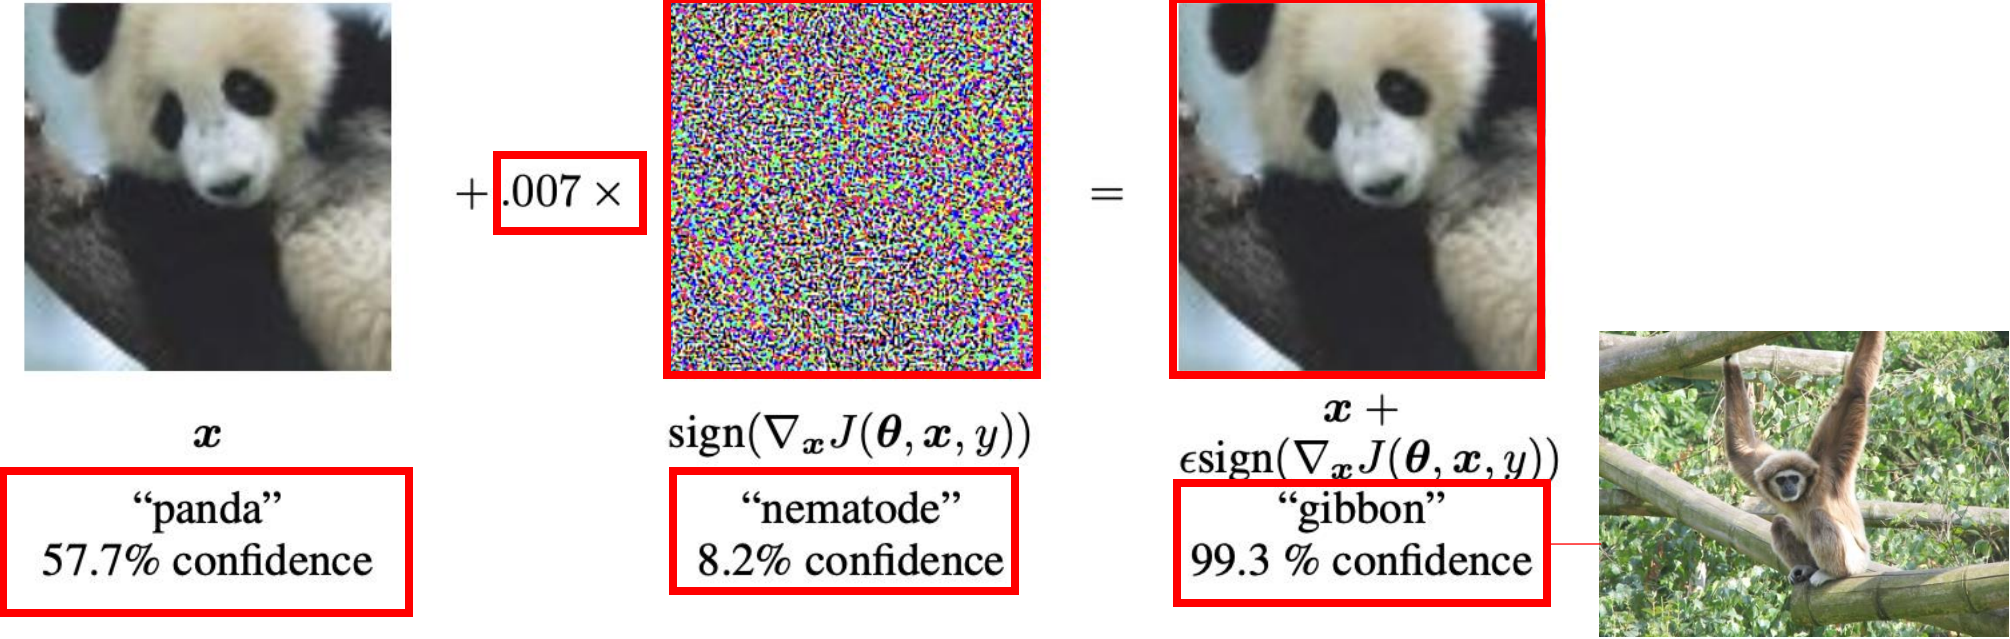 + .007 ×
=
x
sign(∇ₓJ(θ, x, y))
x +
ϵsign(∇ₓJ(θ, x, y))
“panda”
57.7% confidence
“nematode”
8.2% confidence
“gibbon”
99.3 % confidence